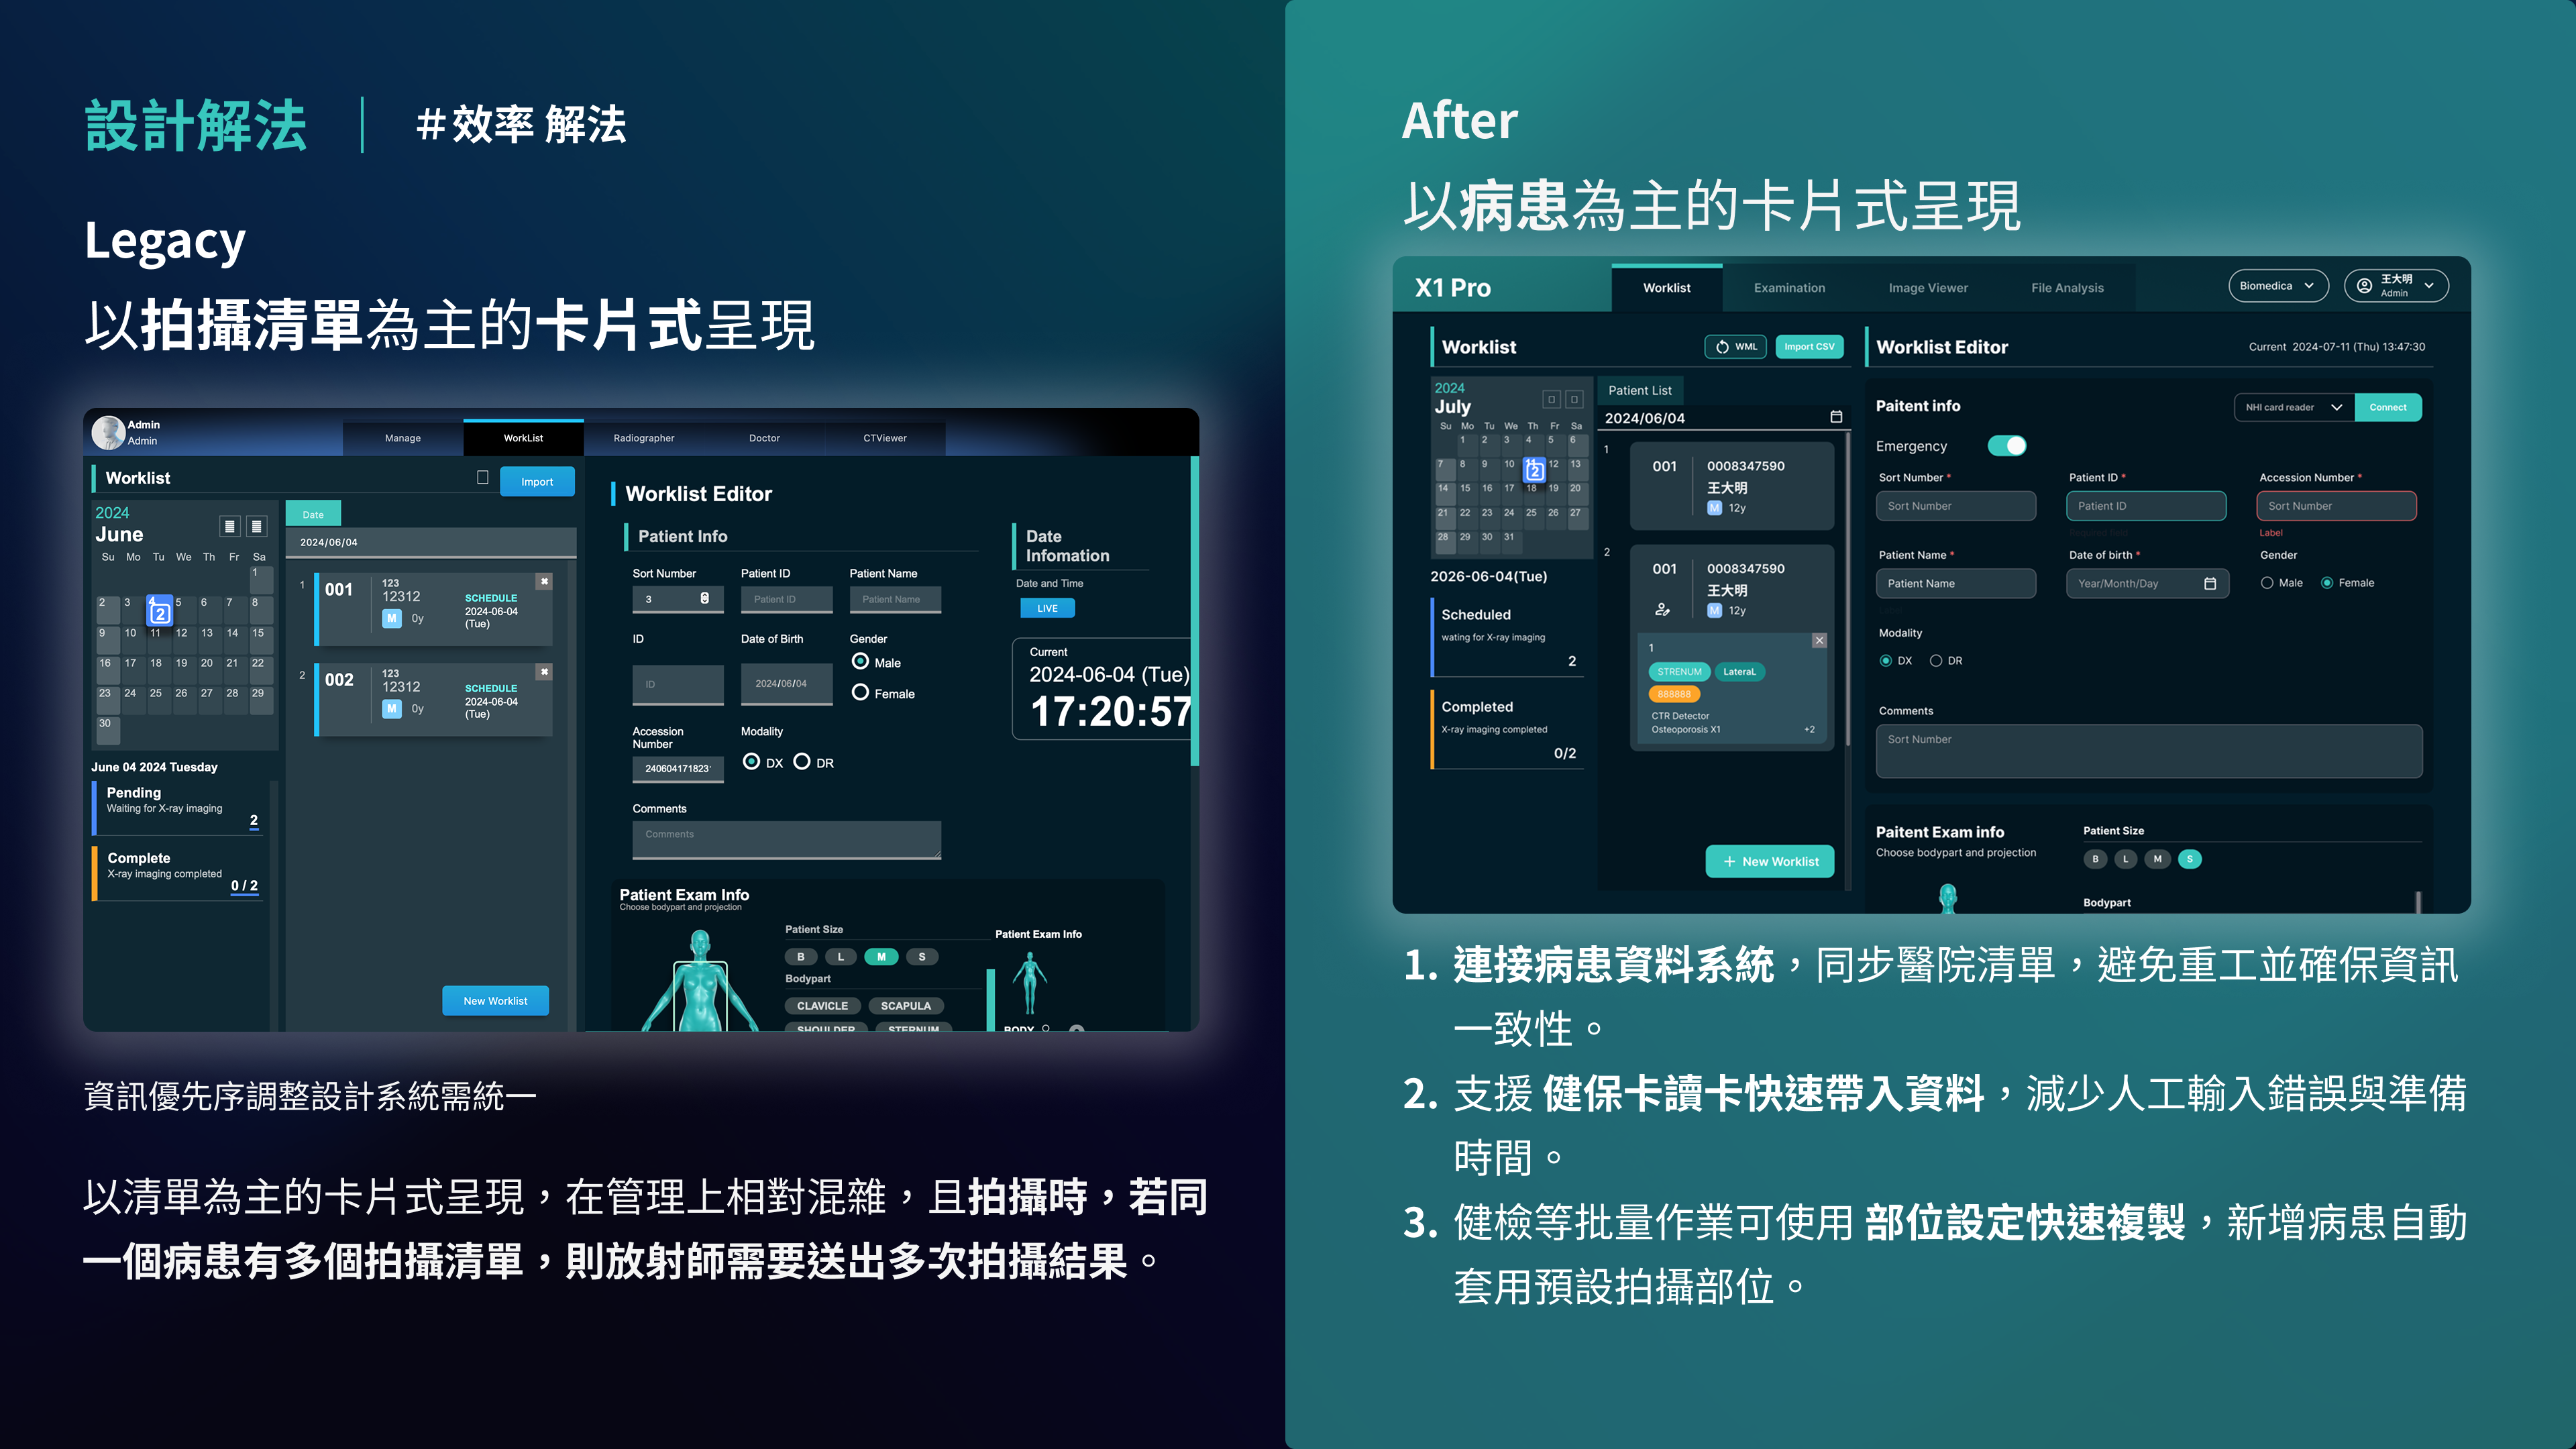 設計解法
＃效率 解法
Legacy
以拍攝清單為主的卡片式呈現
Admin
Admin
Manage
WorkList
Radiographer
Doctor
CTViewer
Worklist
Import
2024
June
Su Mo Tu We Th Fr Sa
1
2 3 4 5 6 7 8
2
9 10 11 12 13 14 15
16 17 18 19 20 21 22
23 24 25 26 27 28 29
30
June 04 2024 Tuesday
Pending
Waiting for X-ray imaging
2
Complete
X-ray imaging completed
0 / 2
Date
2024/06/04
1
001
123
12312
M 0y
SCHEDULE
2024-06-04
(Tue)
2
002
123
12312
M 0y
SCHEDULE
2024-06-04
(Tue)
New Worklist
Worklist Editor
Patient Info
Sort Number
3
Patient ID
Patient ID
Patient Name
Patient Name
ID
ID
Date of Birth
2024/06/04
Gender
Male
Female
Accession
Number
240604171823
Modality
DX DR
Comments
Comments
Date
Infomation
Date and Time
LIVE
Current
2024-06-04 (Tue)
17:20:57
Patient Exam Info
Choose bodypart and projection
Patient Size
B L M S
Bodypart
CLAVICLE SCAPULA
SHOULDER STERNUM
Patient Exam Info
BODY
資訊優先序調整設計系統需統一
以清單為主的卡片式呈現，在管理上相對混雜，且拍攝時，若同
一個病患有多個拍攝清單，則放射師需要送出多次拍攝結果。
After
以病患為主的卡片式呈現
X1 Pro
Worklist
Examination
Image Viewer
File Analysis
Biomedica
王大明
Admin
Worklist
WML
Import CSV
2024
July
Su Mo Tu We Th Fr Sa
1 2 3 4 5 6
7 8 9 10 11 12 13
2
14 15 16 17 18 19 20
21 22 23 24 25 26 27
28 29 30 31
2026-06-04(Tue)
Scheduled
wating for X-ray imaging
2
Completed
X-ray imaging completed
0/2
Patient List
2024/06/04
1
001
0008347590
王大明
M 12y
2
001
0008347590
王大明
M 12y
1
STRENUM LateraL
888888
CTR Detector
Osteoporosis X1
+2
+ New Worklist
Worklist Editor
Current 2024-07-11 (Thu) 13:47:30
Paitent info
NHI card reader
Connect
Emergency
Sort Number *
Sort Number
Patient ID *
Patient ID
Accession Number *
Sort Number
Label
Patient Name *
Patient Name
Date of birth *
Year/Month/Day
Gender
Male Female
Modality
DX DR
Comments
Sort Number
Paitent Exam info
Choose bodypart and projection
Patient Size
B L M S
Bodypart
1. 連接病患資料系統，同步醫院清單，避免重工並確保資訊
一致性。
2. 支援 健保卡讀卡快速帶入資料，減少人工輸入錯誤與準備
時間。
3. 健檢等批量作業可使用 部位設定快速複製，新增病患自動
套用預設拍攝部位。